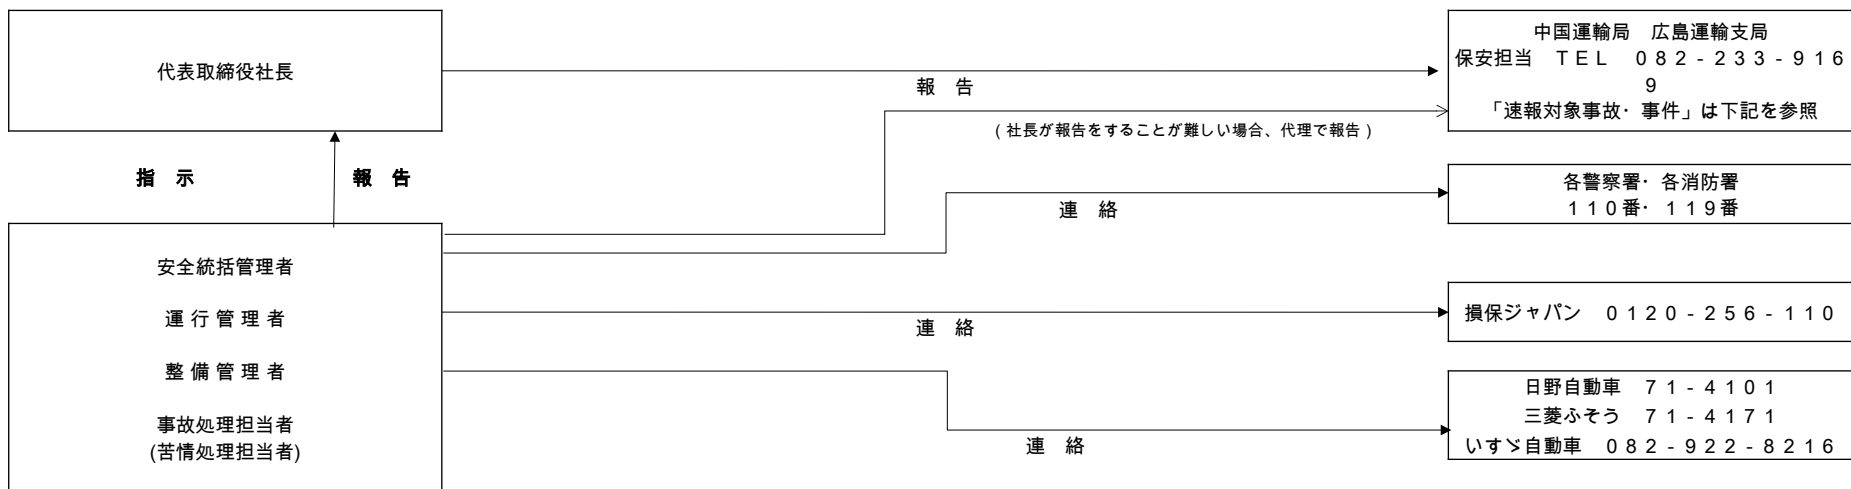 代表取締役社長
中国運輸局　広島運輸支局
保安担当　ＴＥＬ　０８２－２３３－９１６
９
「速報対象事故・事件」は下記を参照
報　告
（社長が報告をすることが難しい場合、代理で報告）
指　示
報　告
各警察署・各消防署
１１０番・１１９番
連　絡
安全統括管理者
運 行 管 理 者
整 備 管 理 者
事故処理担当者
(苦情処理担当者)
損保ジャパン　０１２０－２５６－１１０
連　絡
日野自動車　７１－４１０１
三菱ふそう　７１－４１７１
いすゞ自動車　０８２－９２２－８２１６
連　絡